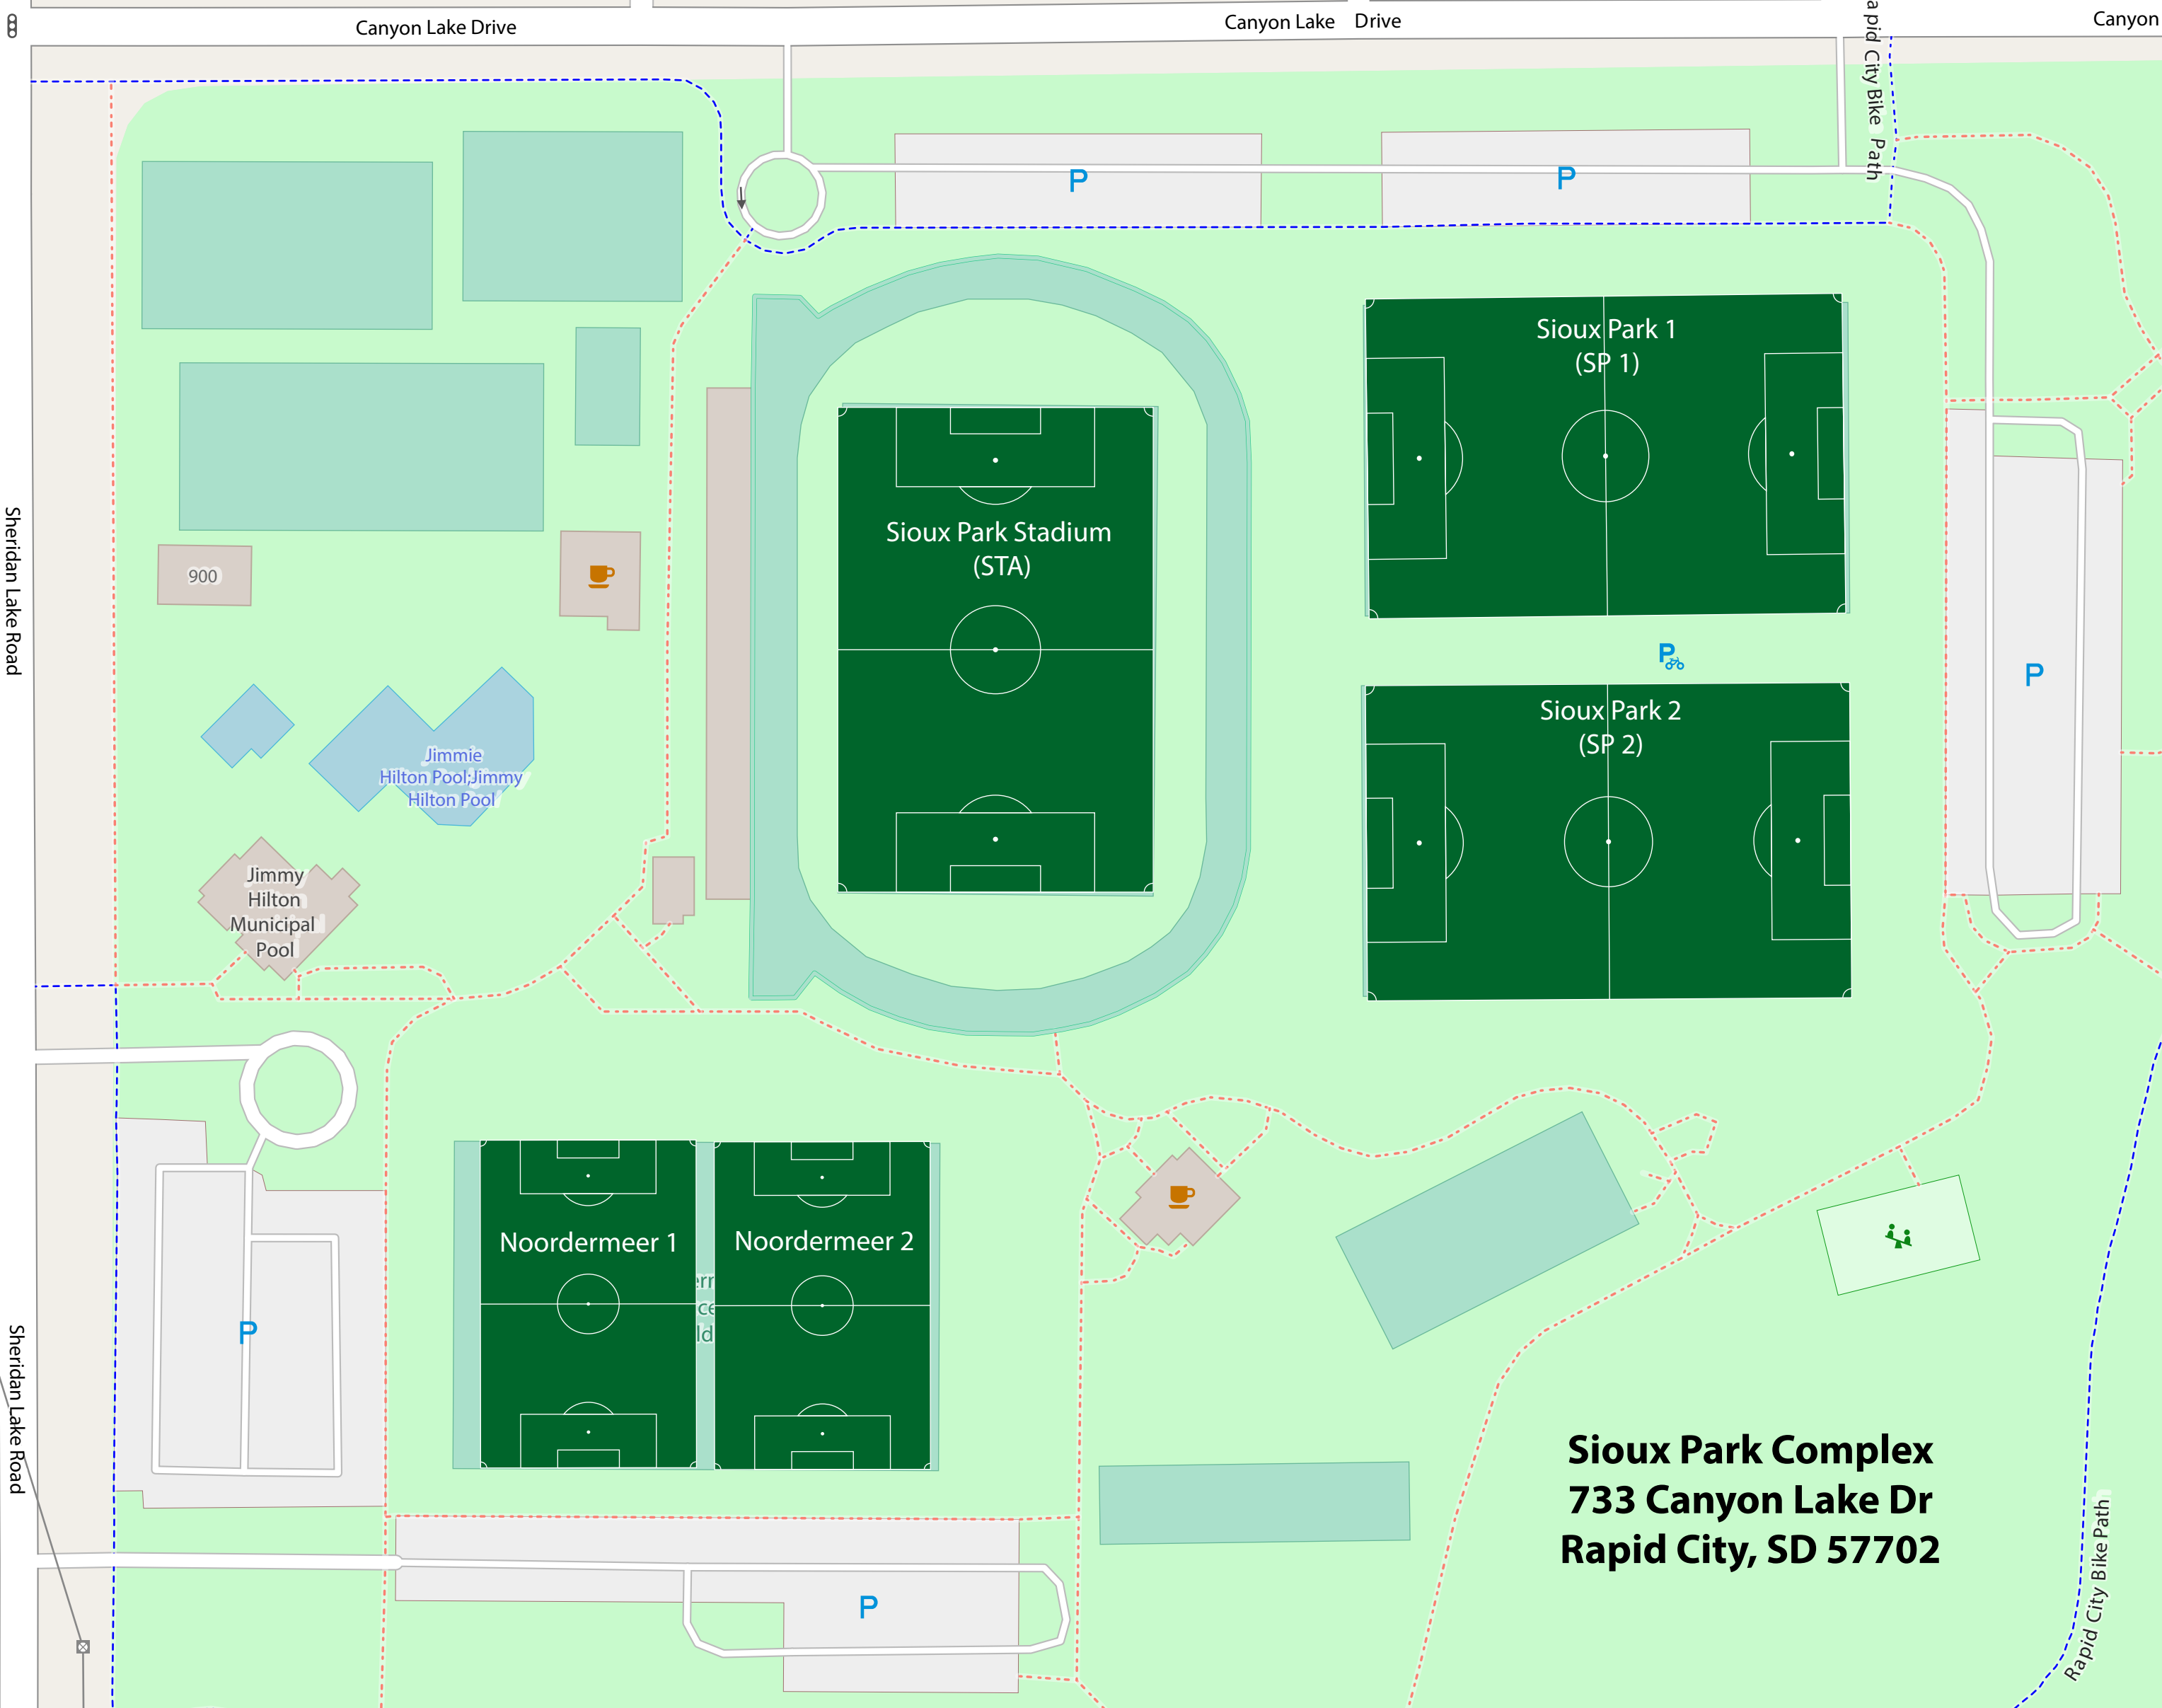 Canyon Lake Drive
Canyon Lake Drive
Canyon
apid City Bike Path
P
P
Sioux Park 1
(SP 1)
Sioux Park Stadium
(STA)
Sheridan Lake Road
900
P
P
Sioux Park 2
(SP 2)
Jimmie
Hilton Pool;Jimmy
Hilton Pool
Jimmy
Hilton
Municipal
Pool
Noordermeer 1
Noordermeer 2
P
Sheridan Lake Road
Sioux Park Complex
733 Canyon Lake Dr
Rapid City, SD 57702
Rapid City Bike Path
P